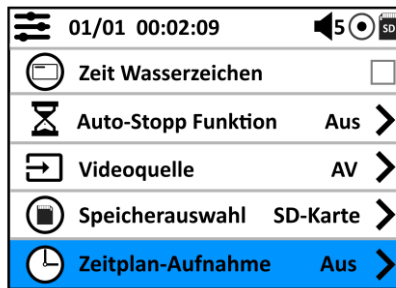 01/01 00:02:09 5 SD
Zeit Wasserzeichen
Auto-Stopp Funktion Aus
Videoquelle AV
Speicherauswahl SD-Karte
Zeitplan-Aufnahme Aus